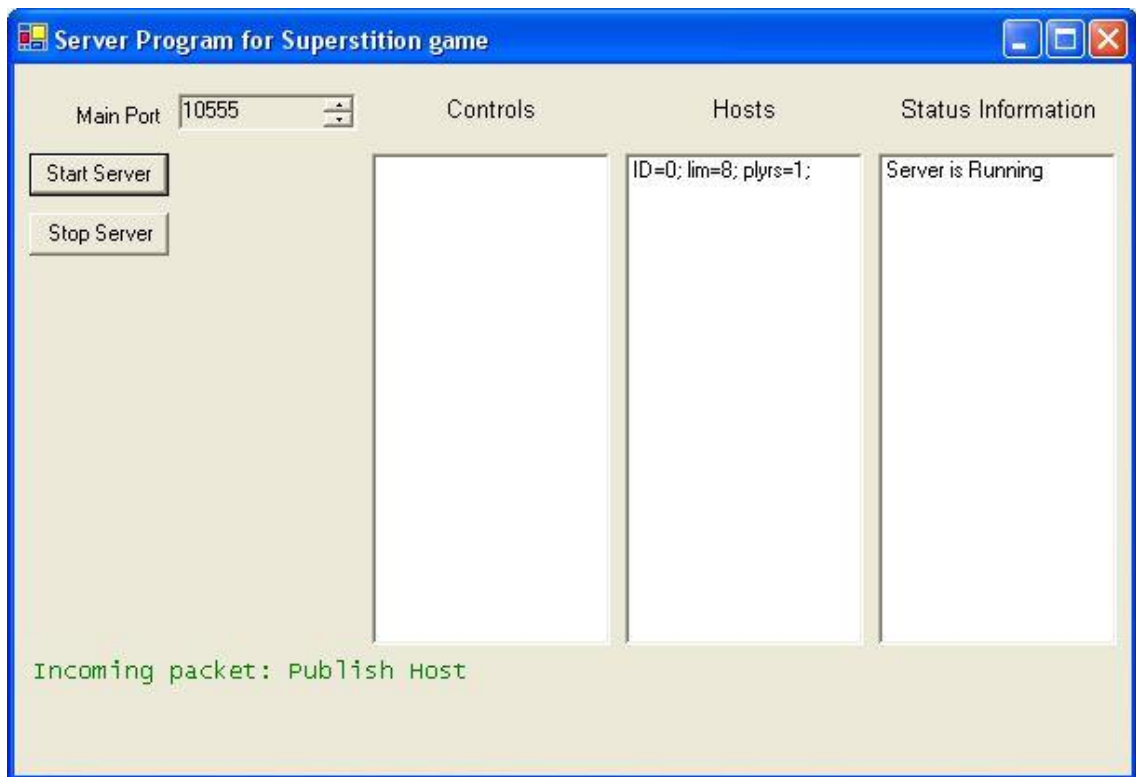 Server Program for Superstition game
Main Port 10555
Controls
Hosts
Status Information
Start Server
Stop Server
ID=0; lim=8; plyrs=1;
Server is Running
Incoming packet: Publish Host